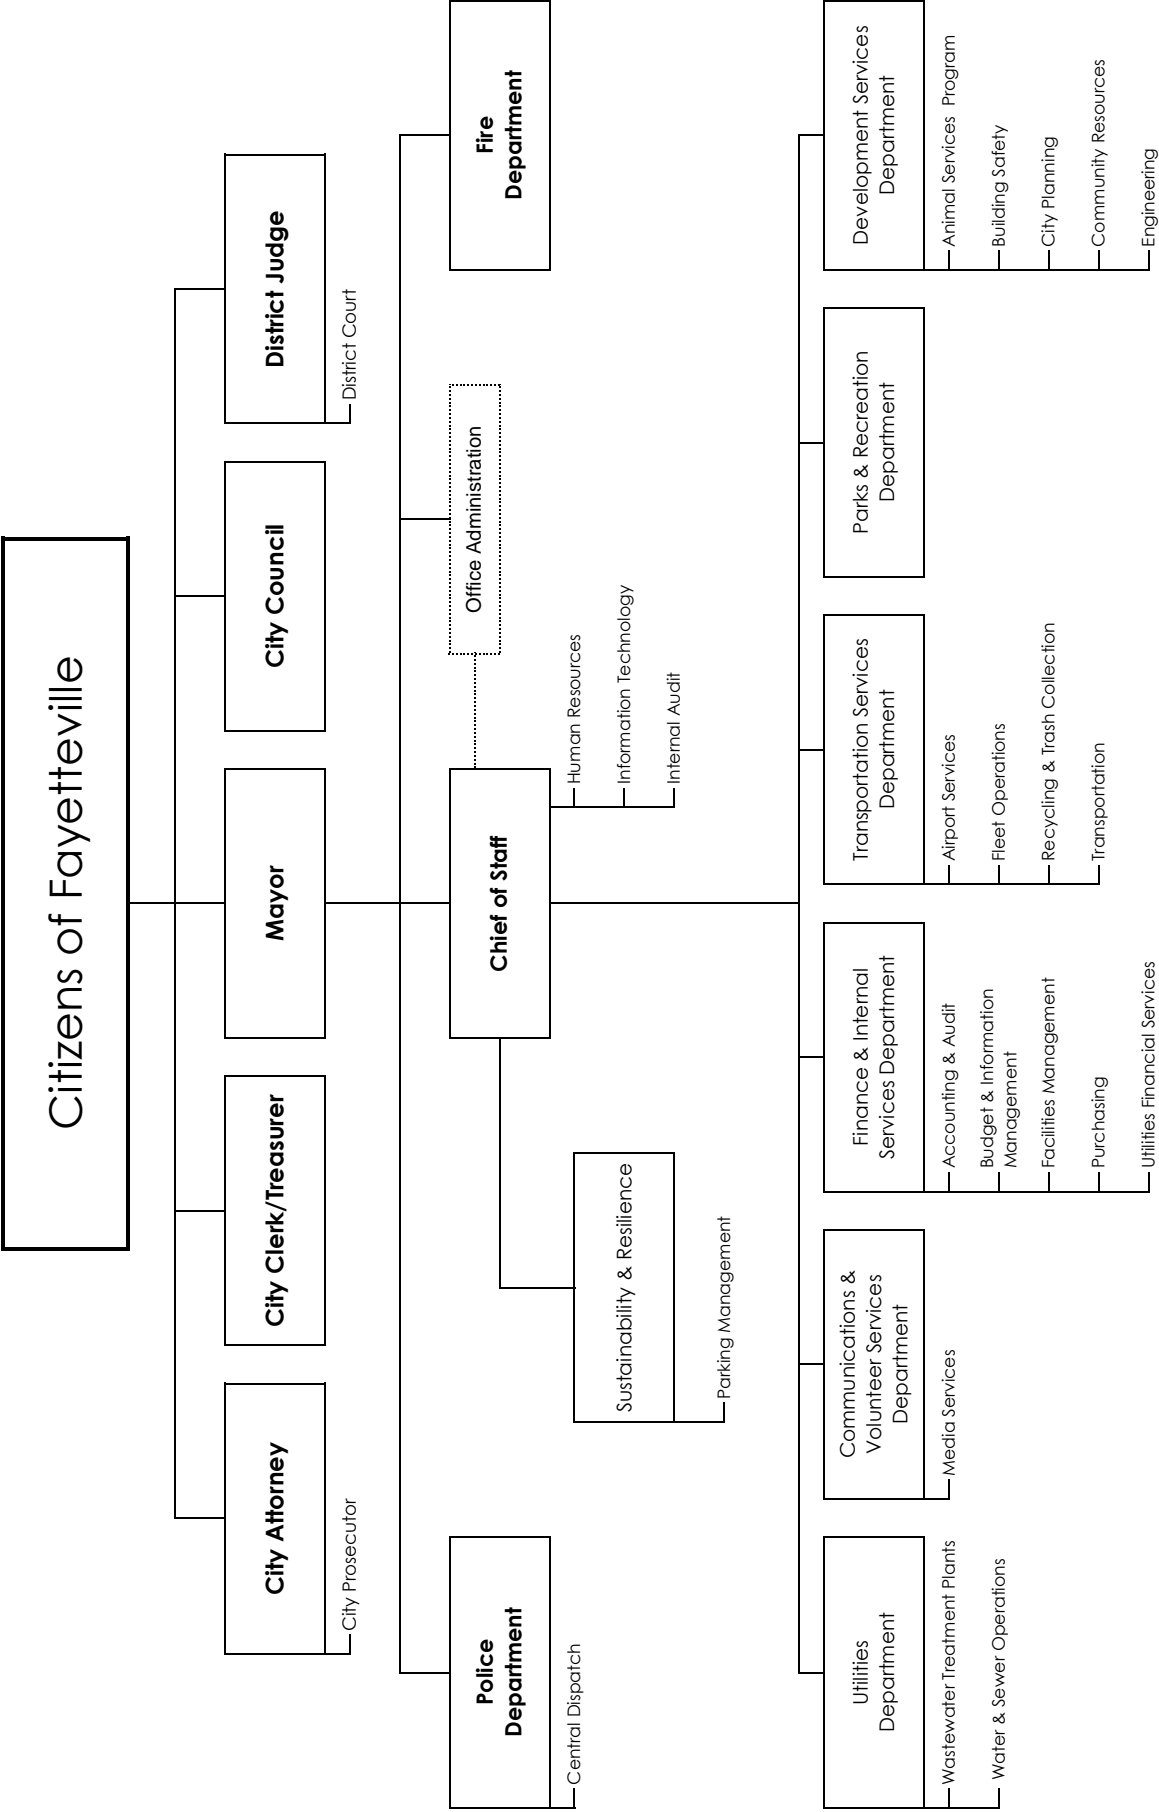 Citizens of Fayetteville
City Attorney
City Prosecutor
City Clerk/Treasurer
Mayor
City Council
District Judge
District Court
Police
Department
Central Dispatch
Chief of Staff
Human Resources
Information Technology
Internal Audit
Office Administration
Fire
Department
Sustainability & Resilience
Parking Management
Utilities
Department
Wastewater Treatment Plants
Water & Sewer Operations
Communications &
Volunteer Services
Department
Media Services
Finance & Internal
Services Department
Accounting & Audit
Budget & Information
Management
Facilities Management
Purchasing
Utilities Financial Services
Transportation Services
Department
Airport Services
Fleet Operations
Recycling & Trash Collection
Transportation
Parks & Recreation
Department
Development Services
Department
Animal Services Program
Building Safety
City Planning
Community Resources
Engineering